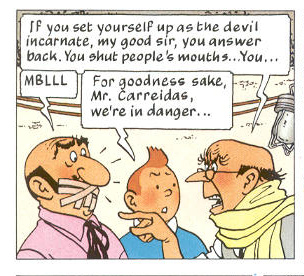 If you set yourself up as the devil
incarnate, my good sir, you answer
back. You shut people's mouths...You...
MBLLL
For goodness sake,
Mr. Carreidas,
we're in danger...